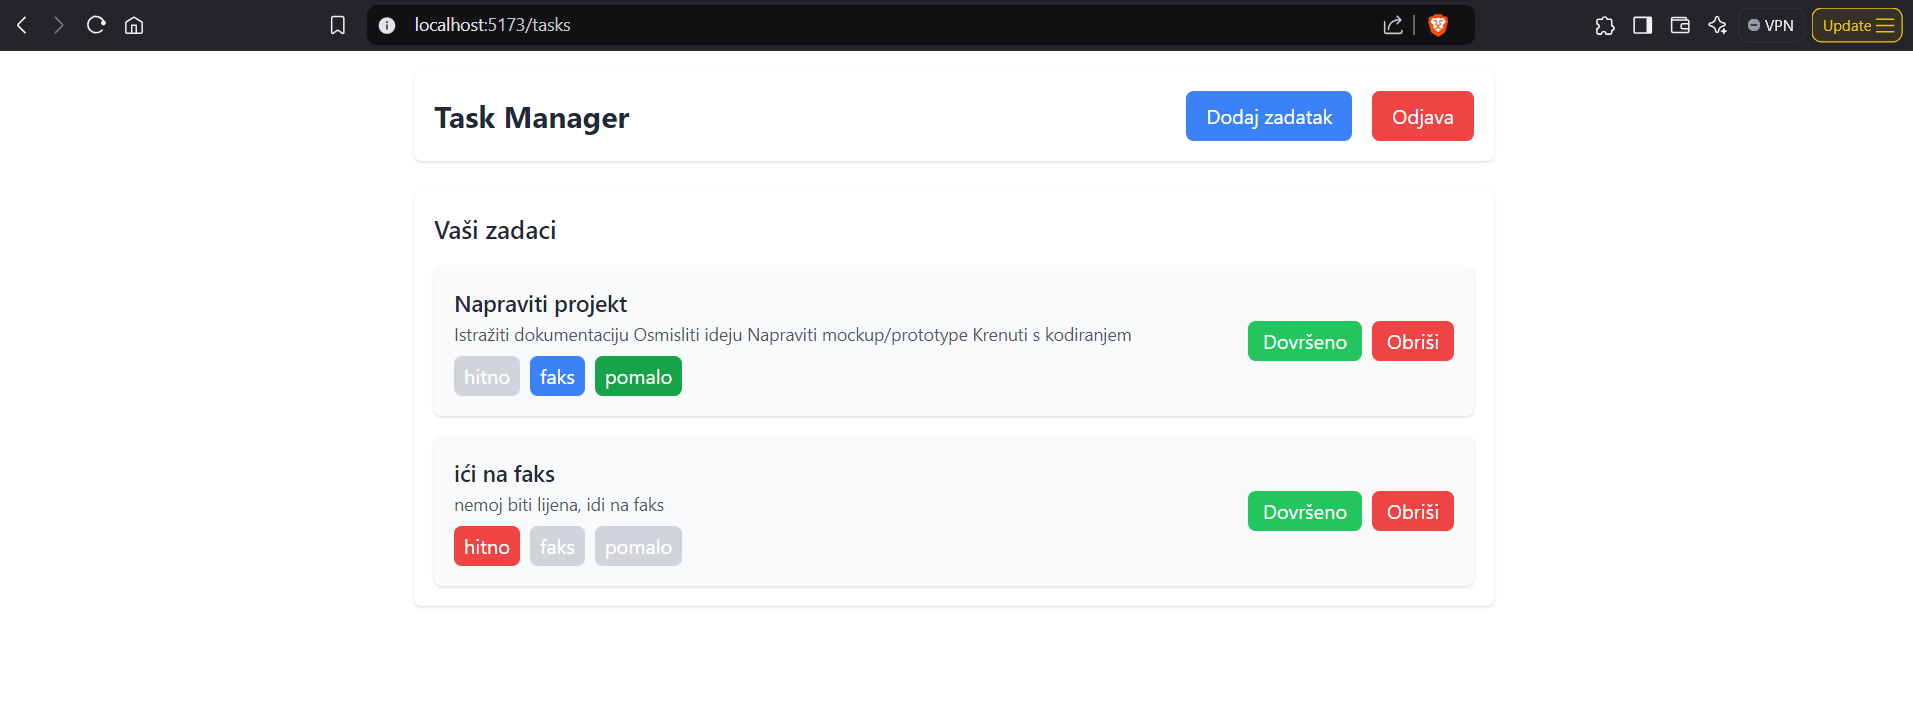 localhost:5173/tasks
VPN
Update
Task Manager
Dodaj zadatak
Odjava
Vaši zadaci
Napraviti projekt
Istražiti dokumentaciju Osmisliti ideju Napraviti mockup/prototype Krenuti s kodiranjem
hitno faks pomalo
Dovršeno Obriši
ići na faks
nemoj biti lijena, idi na faks
hitno faks pomalo
Dovršeno Obriši